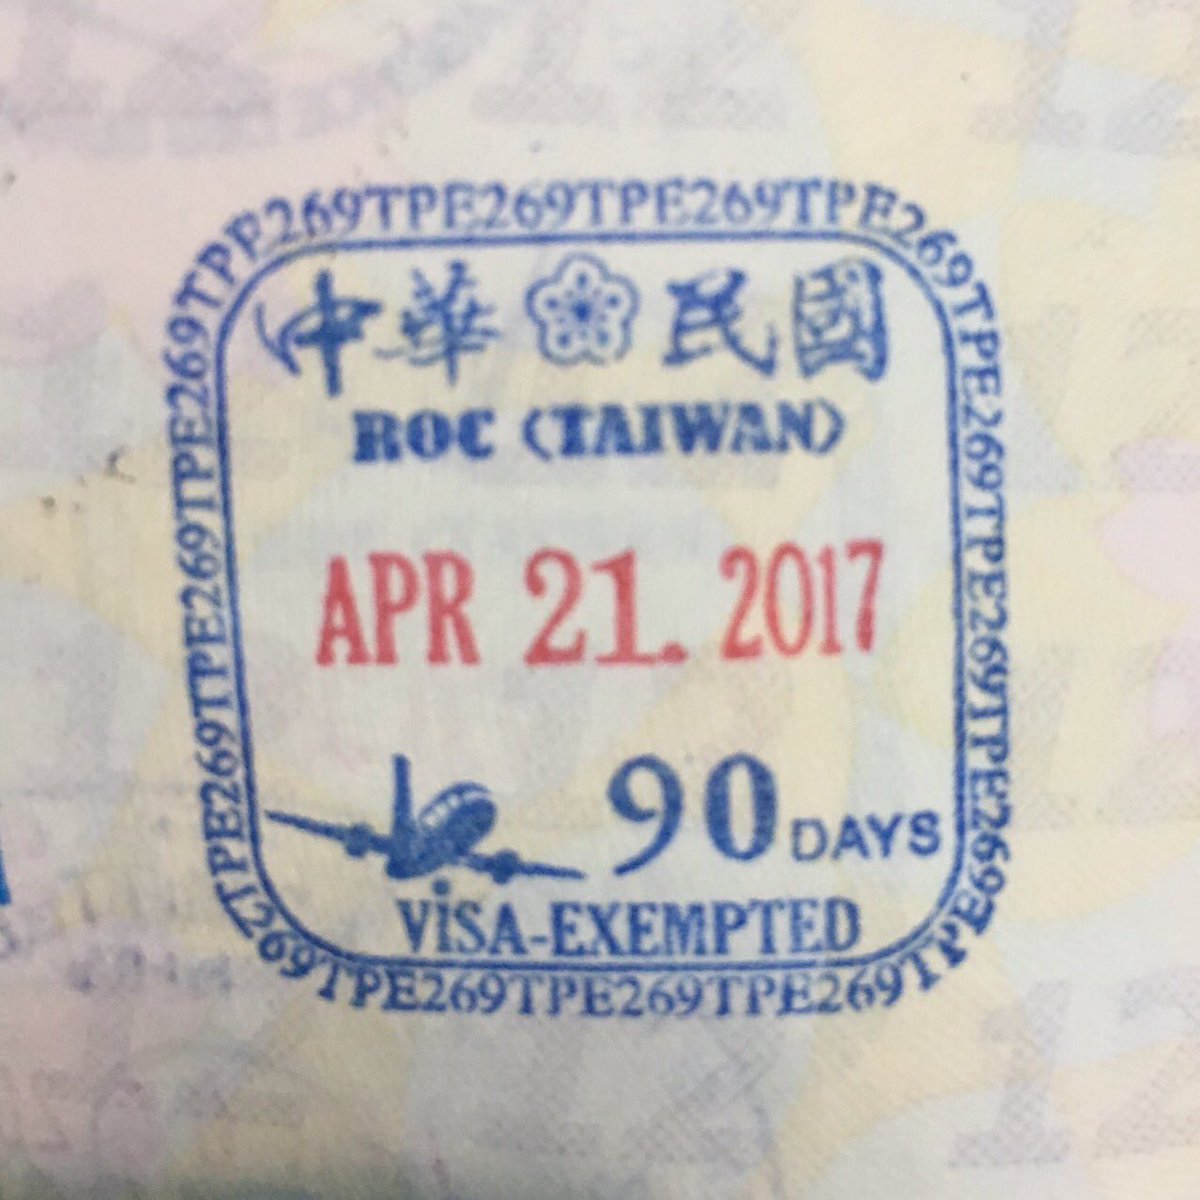 TPE269TPE269TPE269TPE269TPE269TPE269TPE269TPE269TPE269TPE269TPE269TPE269TPE269TPE269TPE269TPE269
中華民國
ROC (TAIWAN)
APR 21. 2017
90 DAYS
VISA-EXEMPTED